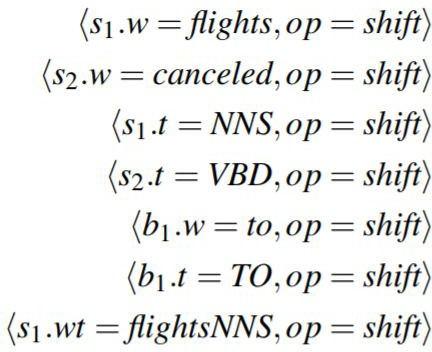 ⟨s₁.w = flights, op = shift⟩
⟨s₂.w = canceled, op = shift⟩
⟨s₁.t = NNS, op = shift⟩
⟨s₂.t = VBD, op = shift⟩
⟨b₁.w = to, op = shift⟩
⟨b₁.t = TO, op = shift⟩
⟨s₁.wt = flightsNNS, op = shift⟩